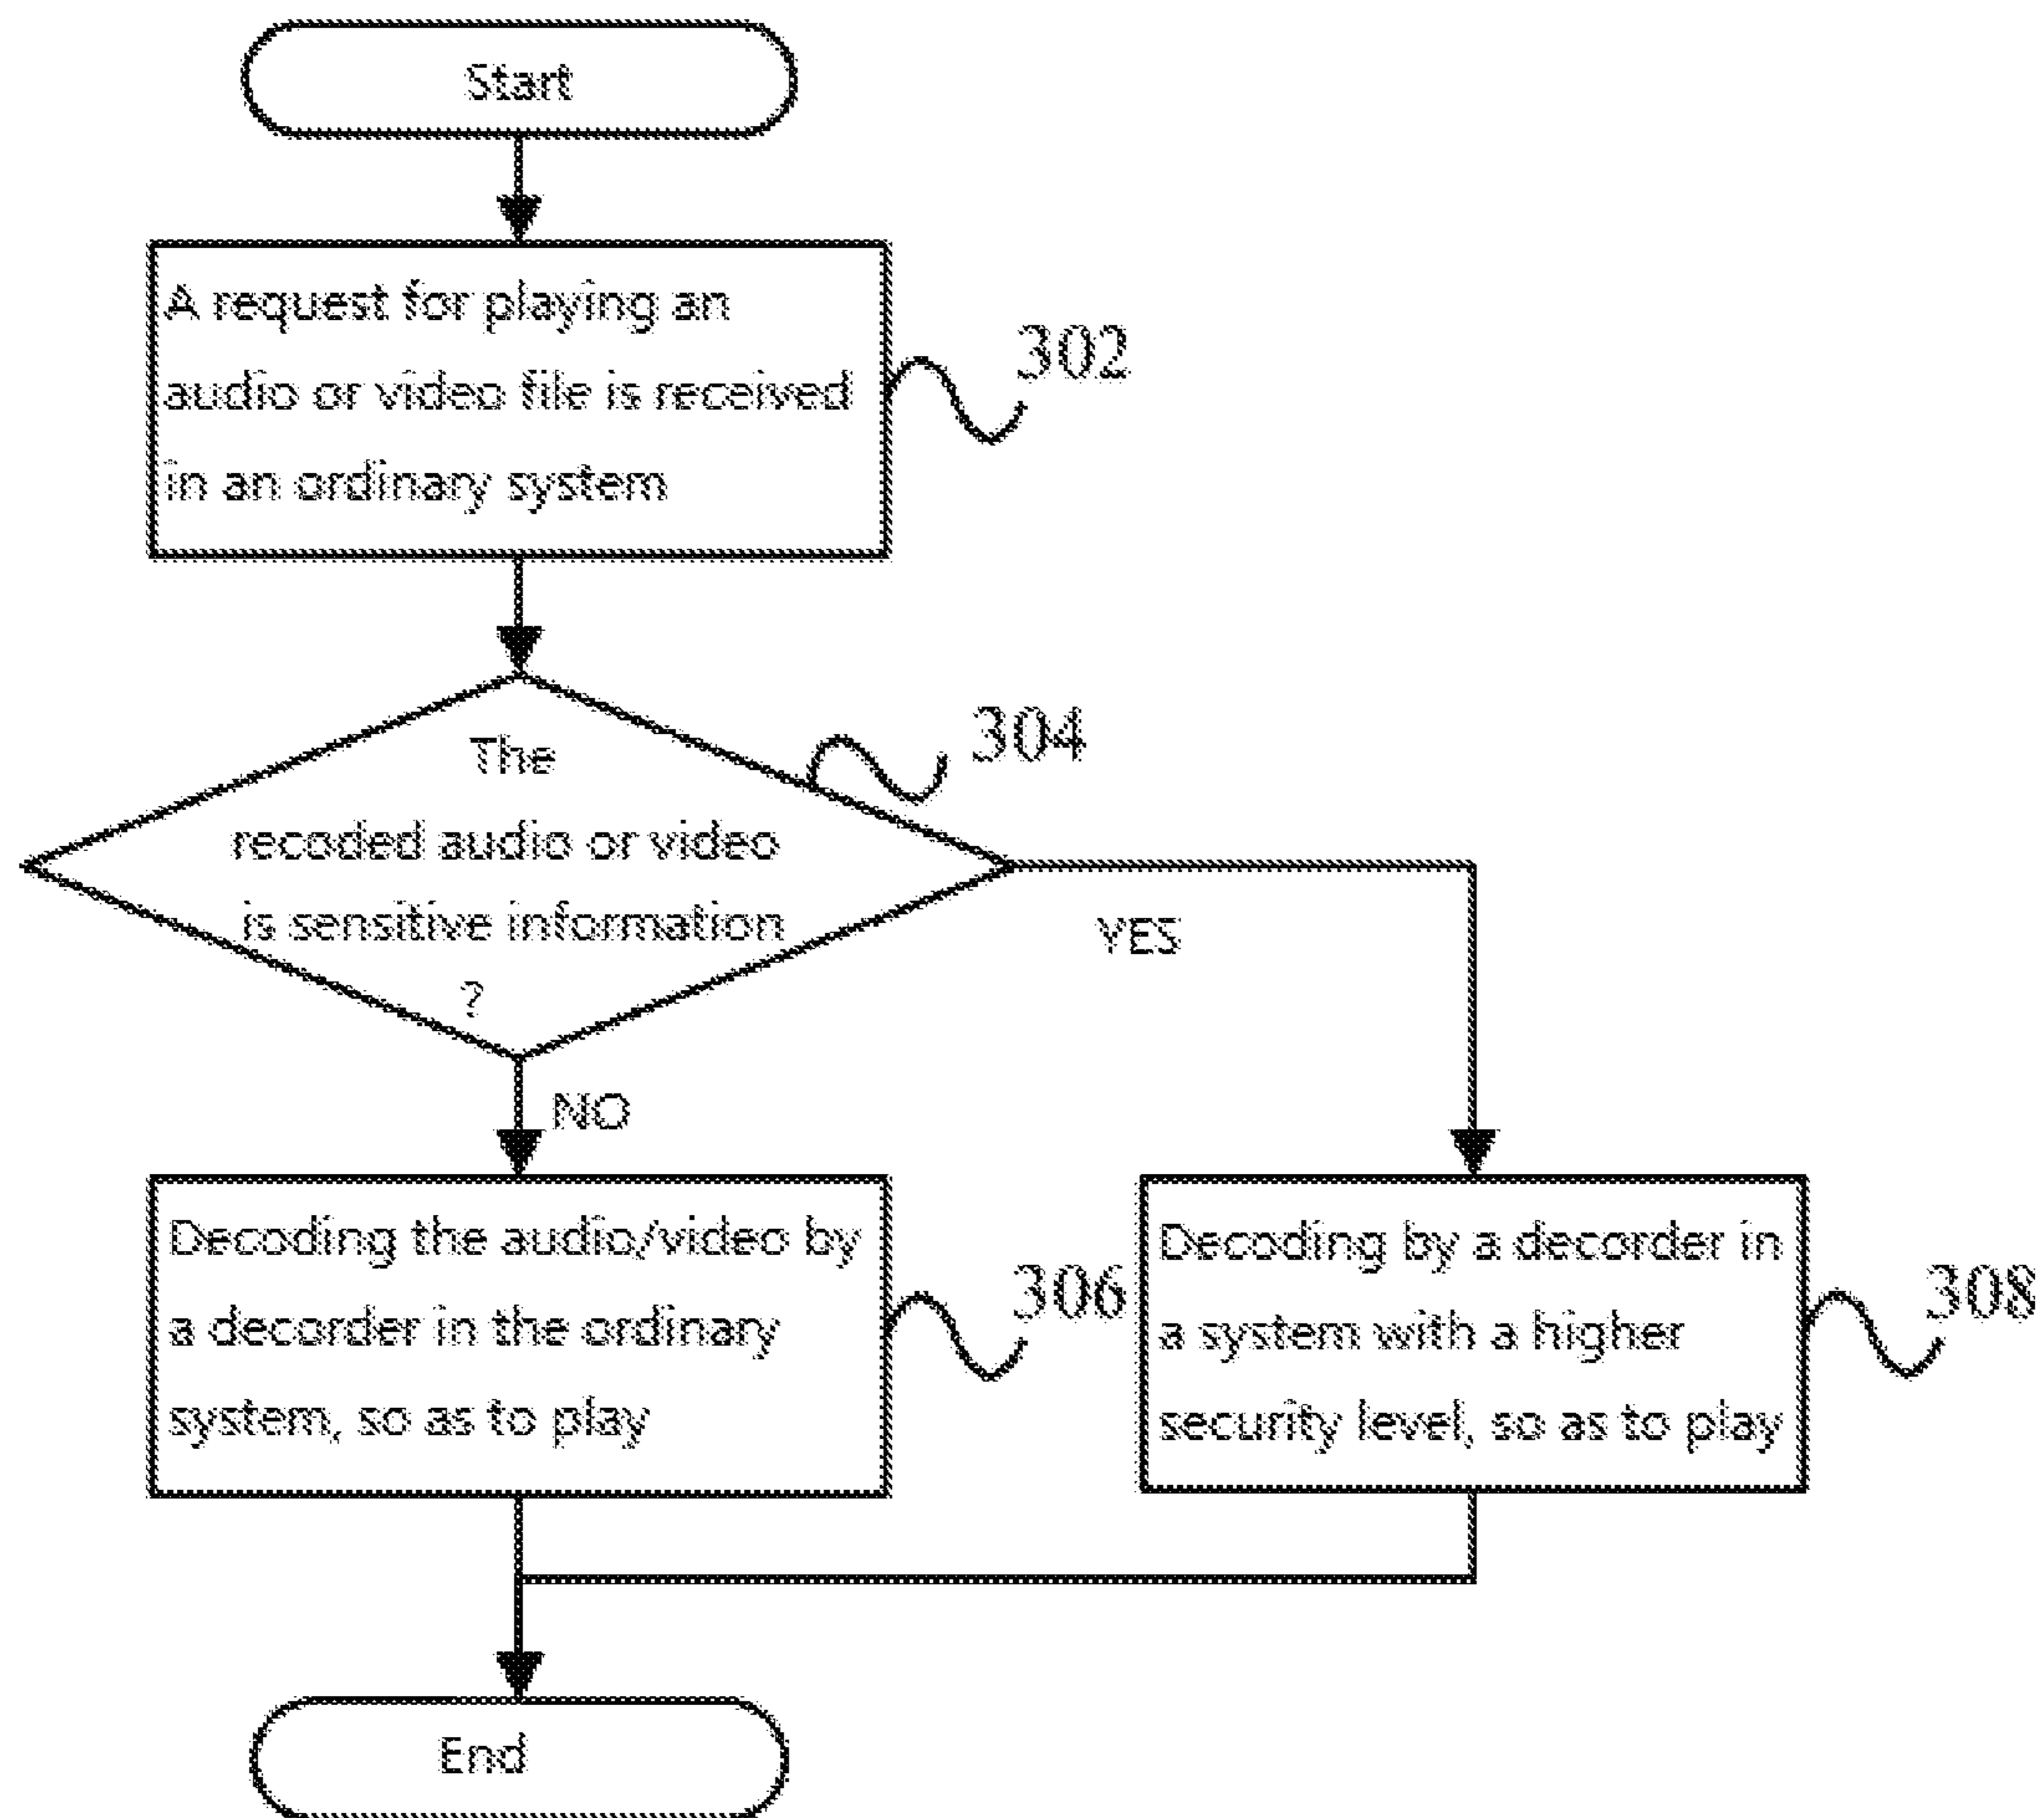 Start
A request for playing an
audio or video file is received
in an ordinary system
302
The
recoded audio or video
is sensitive information
?
304
YES
NO
Decoding the audio/video by
a decorder in the ordinary
system, so as to play
306
Decoding by a decorder in
a system with a higher
security level, so as to play
308
End